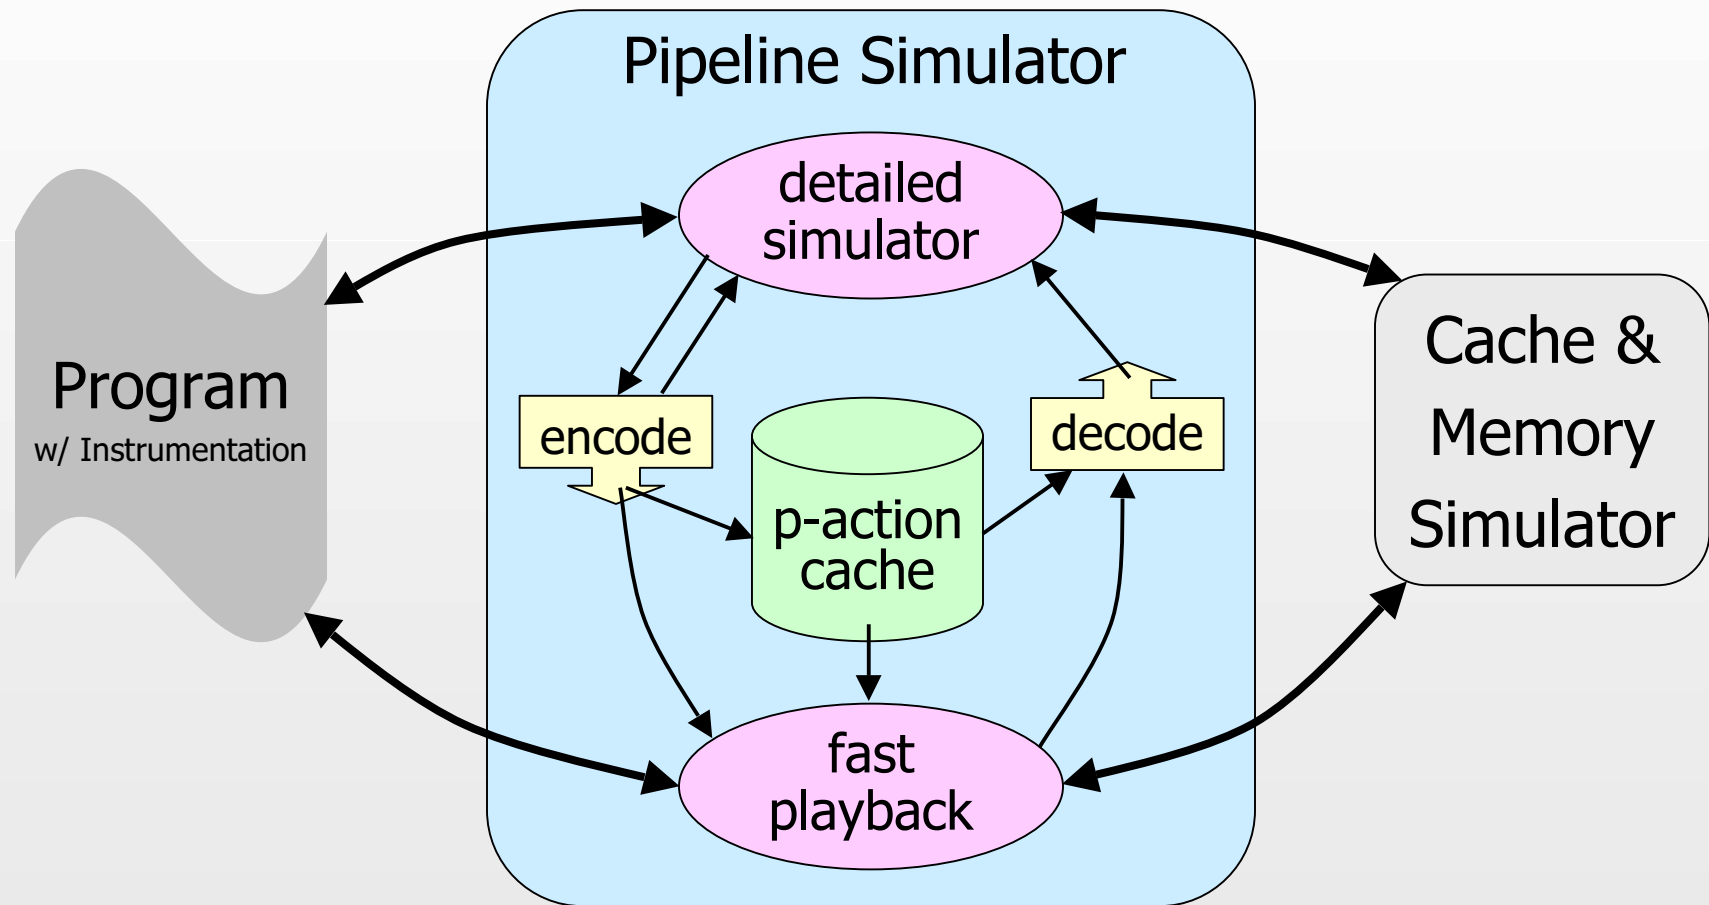 Pipeline Simulator
detailed
simulator
Program
w/ Instrumentation
encode
p-action
cache
decode
fast
playback
Cache &
Memory
Simulator